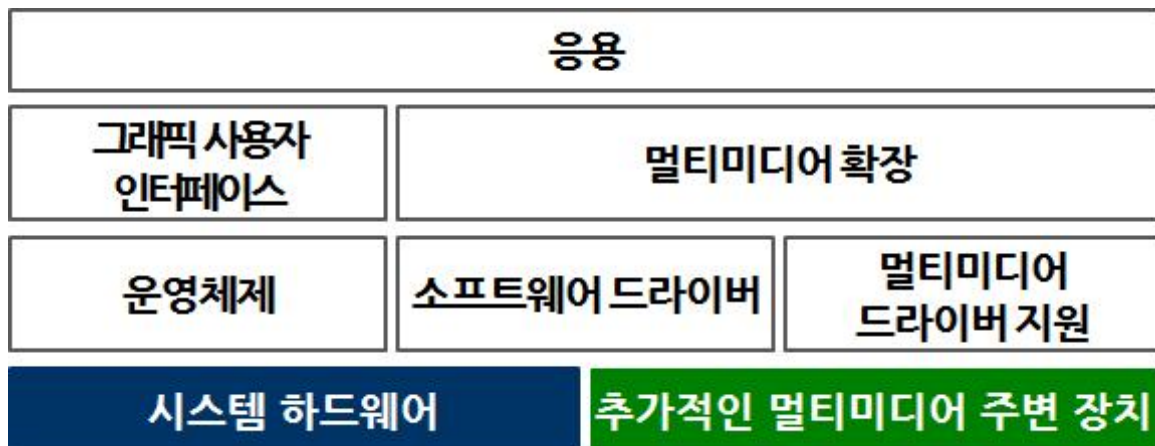 응용
그래픽 사용자
인터페이스
멀티미디어 확장
운영체제
소프트웨어 드라이버
멀티미디어
드라이버 지원
시스템 하드웨어
추가적인 멀티미디어 주변 장치